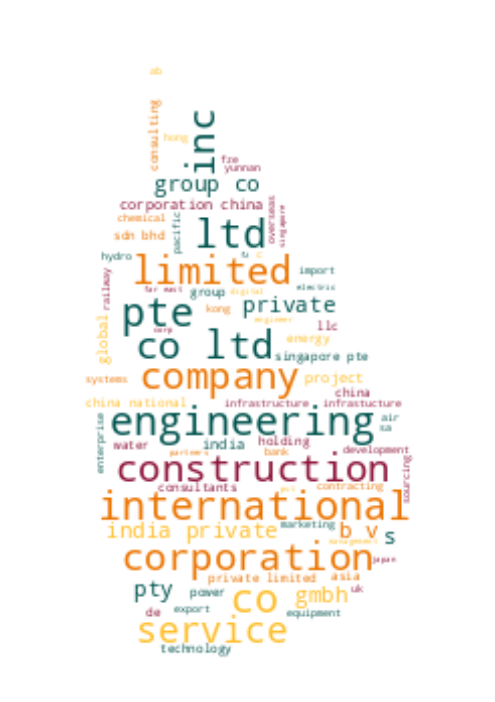 ab
consulting
hong
inc
fze
yunnan
group co
corporation china
overseas
singapore
chemical
pacific
sdn bhd
ltd
hydro
limited
import
railway
far east
group
digital
electric
pte
kong
private
engineer
llc
corp
global
co ltd
energy
singapore pte
systems
company
project
china
china national
infrastructure
infrastucture
enterprise
engineering
air
sa
water
india
holding
partners
bank
development
construction
sourcing
consultants
contracting
international
india private
marketing
b v
s
management
corporation
japan
private limited
asia
pty
power
co
gmbh
uk
de
export
equipment
service
technology